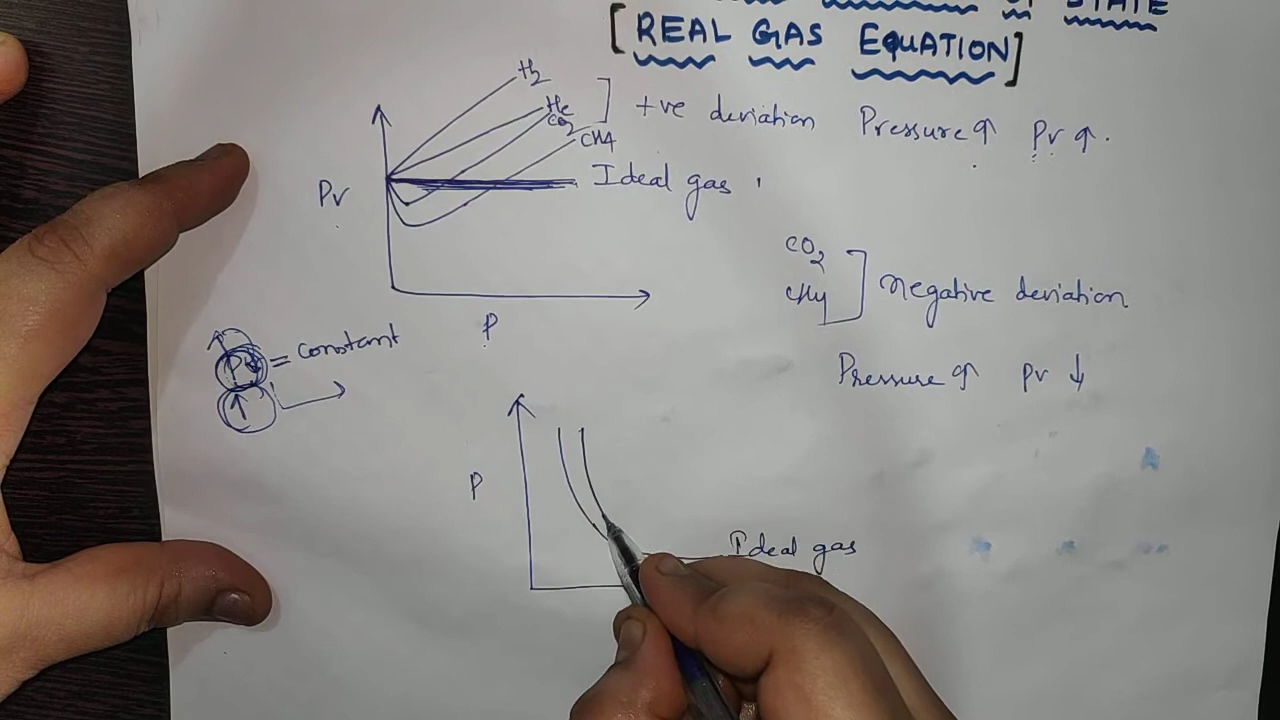 STATE
[REAL GAS EQUATION]
H2
He
CO2
CH4
+ve deviation Pressure ↑ Pv ↑.
Ideal gas
Pv
P
CO2
CH4
negative deviation
Pressure ↑ Pv ↓
= constant
↑
P
Ideal gas